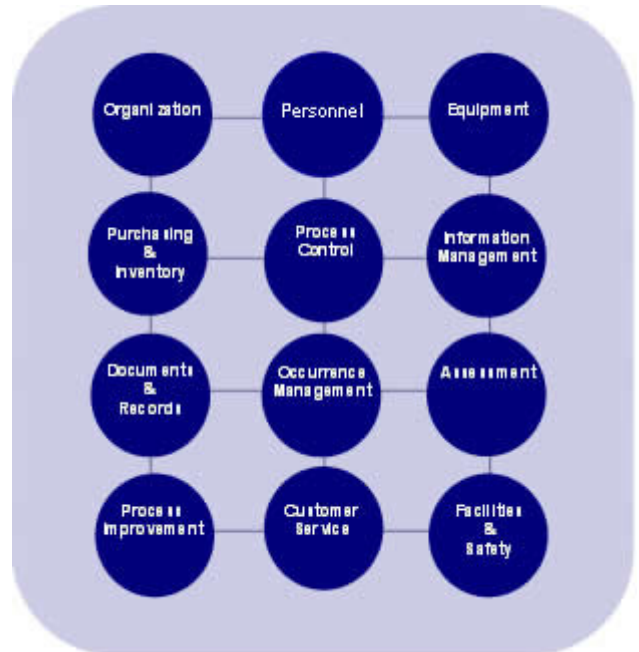 Organization
Personnel
Equipment
Purchasing
&
Inventory
Process
Control
Information
Management
Documents
&
Records
Occurrence
Management
Assessment
Process
Improvement
Customer
Service
Facilities
&
Safety